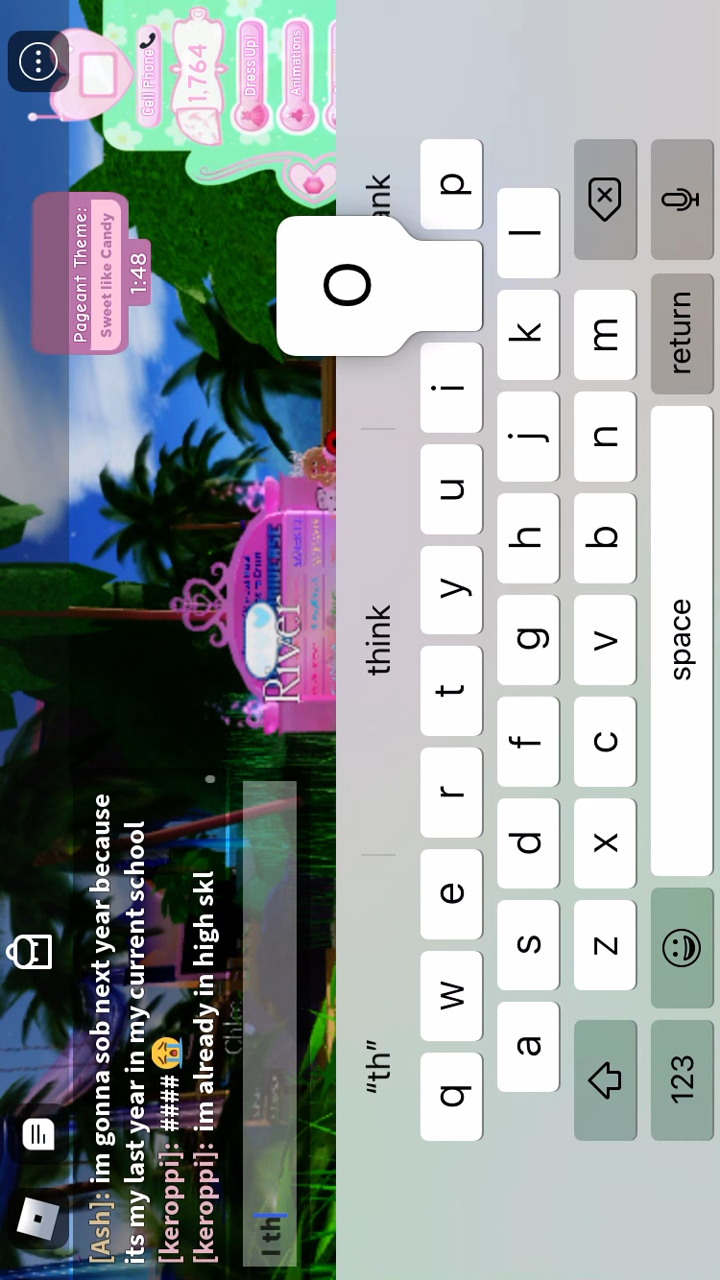 Cell Phone
1,764
Dress Up!
Animations
Pageant Theme:
Sweet like Candy
1:48
River
Chloe
[Ash]: im gonna sob next year because
its my last year in my current school
[keroppi]: #### 😭
[keroppi]: im already in high skl
I th
“th”
think
ank
q w e r t y u i O p
a s d f g h j k l
z x c v b n m
123
space
return